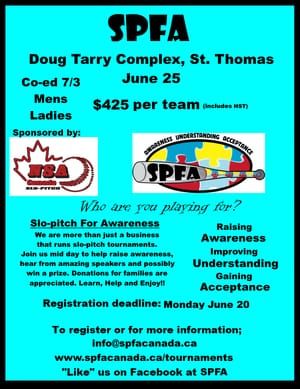 SPFA
Doug Tarry Complex, St. Thomas
June 25
Co-ed 7/3
Mens
Ladies
$425 per team (includes HST)
Sponsored by:
NSA
Canada
SLO-PITCH
AWARENESS UNDERSTANDING ACCEPTANCE
SPFA
Who are you playing for?
Slo-pitch For Awareness
We are more than just a business
that runs slo-pitch tournaments.
Join us mid day to help raise awareness,
hear from amazing speakers and possibly
win a prize. Donations for families are
appreciated. Learn, Help and Enjoy!!
Raising
Awareness
Improving
Understanding
Gaining
Acceptance
Registration deadline: Monday June 20
To register or for more information;
info@spfacanada.ca
www.spfacanada.ca/tournaments
"Like" us on Facebook at SPFA